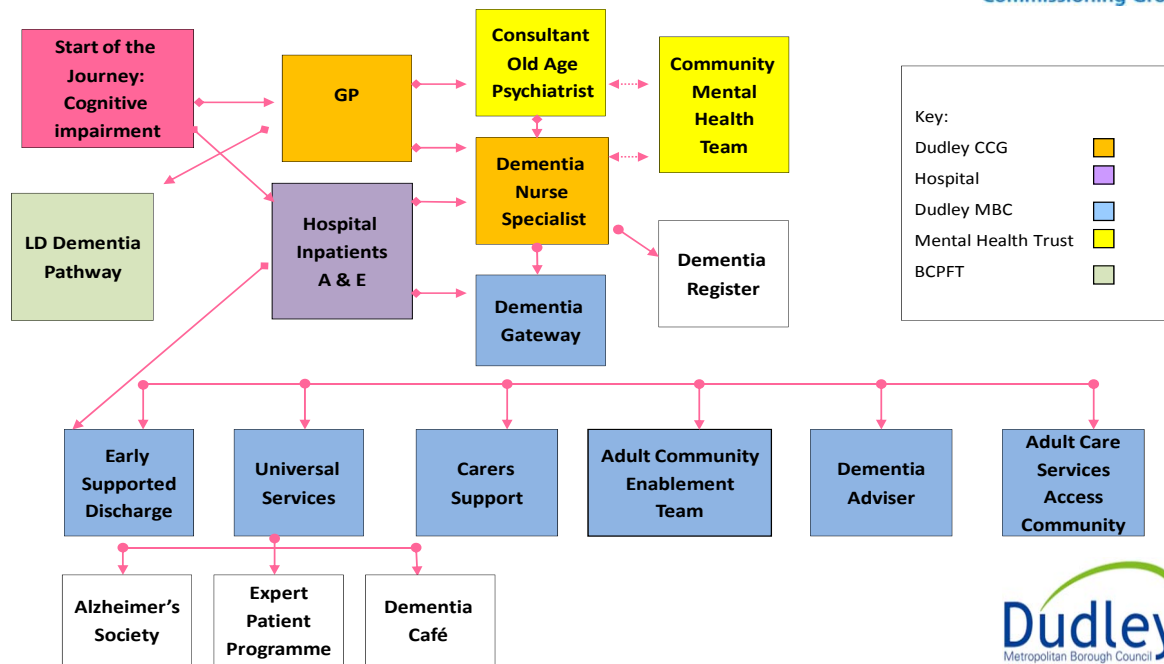 Commissioning Gro
Start of the
Journey:
Cognitive
impairment
GP
Consultant
Old Age
Psychiatrist
Community
Mental
Health
Team
Key:
Dudley CCG
Hospital
Dudley MBC
Mental Health Trust
BCPFT
LD Dementia
Pathway
Hospital
Inpatients
A & E
Dementia
Nurse
Specialist
Dementia
Register
Dementia
Gateway
Early
Supported
Discharge
Universal
Services
Carers
Support
Adult Community
Enablement
Team
Dementia
Adviser
Adult Care
Services
Access
Community
Alzheimer’s
Society
Expert
Patient
Programme
Dementia
Café
Dudley
Metropolitan Borough Council